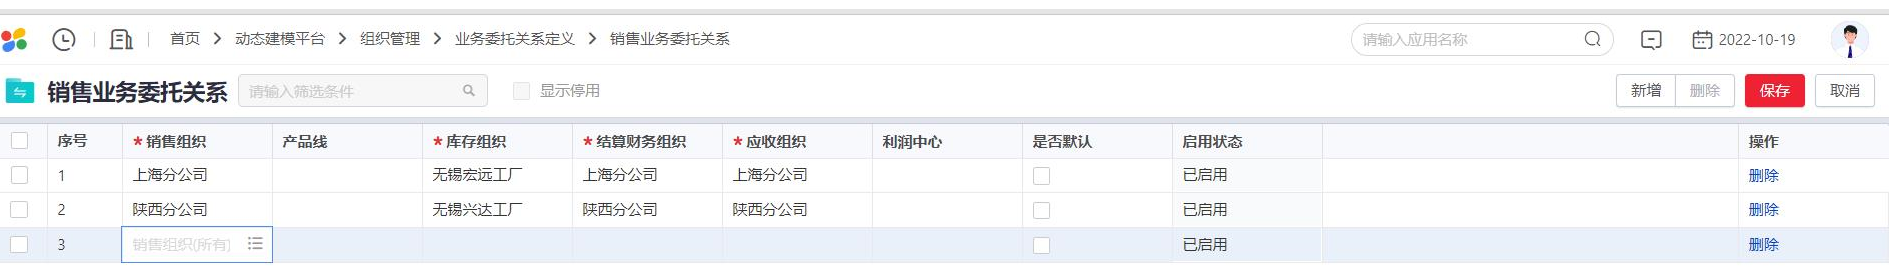 首页 > 动态建模平台 > 组织管理 > 业务委托关系定义 > 销售业务委托关系 请输入应用名称 2022-10-19
销售业务委托关系 请输入筛选条件 显示停用 新增 删除 保存 取消
序号 *销售组织 产品线 *库存组织 *结算财务组织 *应收组织 利润中心 是否默认 启用状态 操作
1 上海分公司 无锡宏远工厂 上海分公司 上海分公司 已启用 删除
2 陕西分公司 无锡兴达工厂 陕西分公司 陕西分公司 已启用 删除
3 销售组织(所有) 已启用 删除